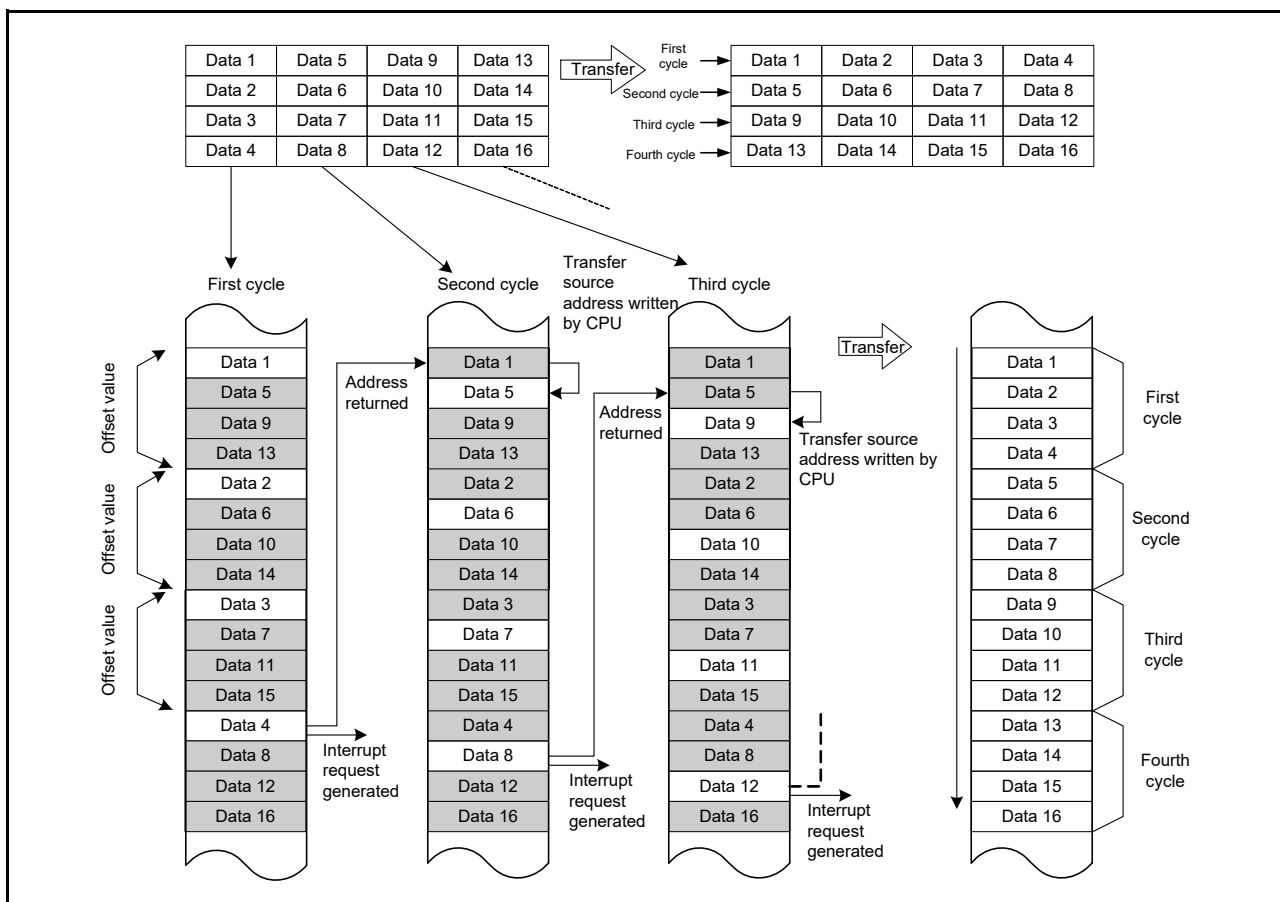 Data 1 Data 5 Data 9 Data 13
Data 2 Data 6 Data 10 Data 14
Data 3 Data 7 Data 11 Data 15
Data 4 Data 8 Data 12 Data 16
Transfer
First
cycle
Second cycle
Third cycle
Fourth cycle
Data 1 Data 2 Data 3 Data 4
Data 5 Data 6 Data 7 Data 8
Data 9 Data 10 Data 11 Data 12
Data 13 Data 14 Data 15 Data 16
First cycle
Offset value
Offset value
Offset value
Data 1
Data 5
Data 9
Data 13
Data 2
Data 6
Data 10
Data 14
Data 3
Data 7
Data 11
Data 15
Data 4
Data 8
Data 12
Data 16
Address
returned
Interrupt
request
generated
Second cycle
Transfer
source
address written
by CPU
Data 1
Data 5
Data 9
Data 13
Data 2
Data 6
Data 10
Data 14
Data 3
Data 7
Data 11
Data 15
Data 4
Data 8
Data 12
Data 16
Address
returned
Interrupt
request
generated
Third cycle
Data 1
Data 5
Data 9
Data 13
Data 2
Data 6
Data 10
Data 14
Data 3
Data 7
Data 11
Data 15
Data 4
Data 8
Data 12
Data 16
Transfer source
address written by
CPU
Interrupt
request
generated
Transfer
Data 1
Data 2
Data 3
Data 4
Data 5
Data 6
Data 7
Data 8
Data 9
Data 10
Data 11
Data 12
Data 13
Data 14
Data 15
Data 16
First
cycle
Second
cycle
Third
cycle
Fourth
cycle